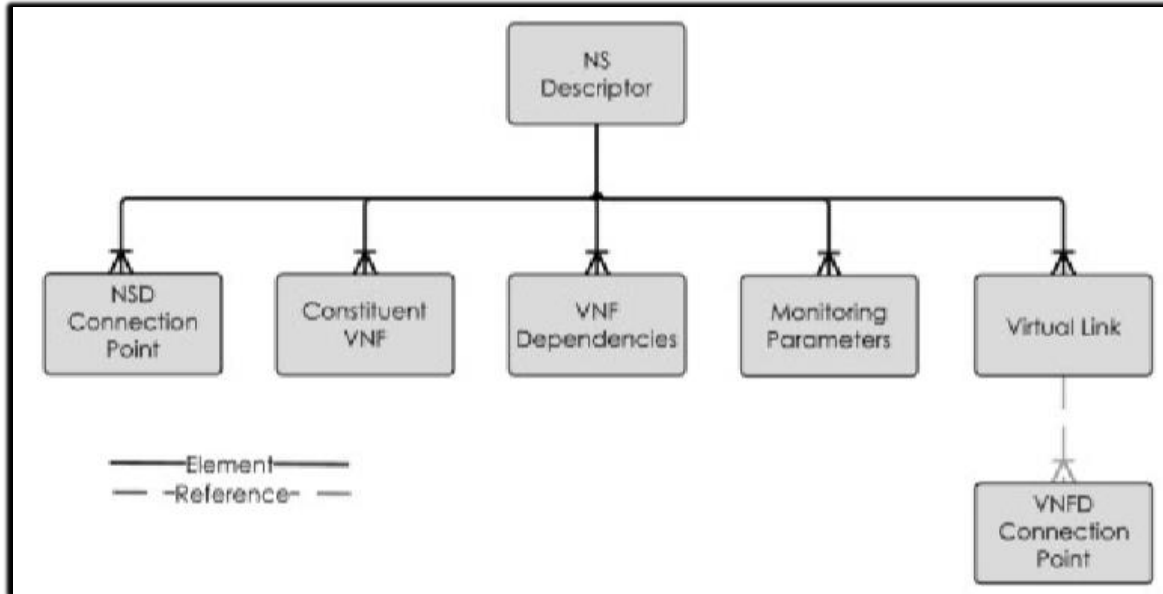 NS
Descriptor
NSD
Connection
Point
Constituent
VNF
VNF
Dependencies
Monitoring
Parameters
Virtual Link
Element
Reference
VNFD
Connection
Point